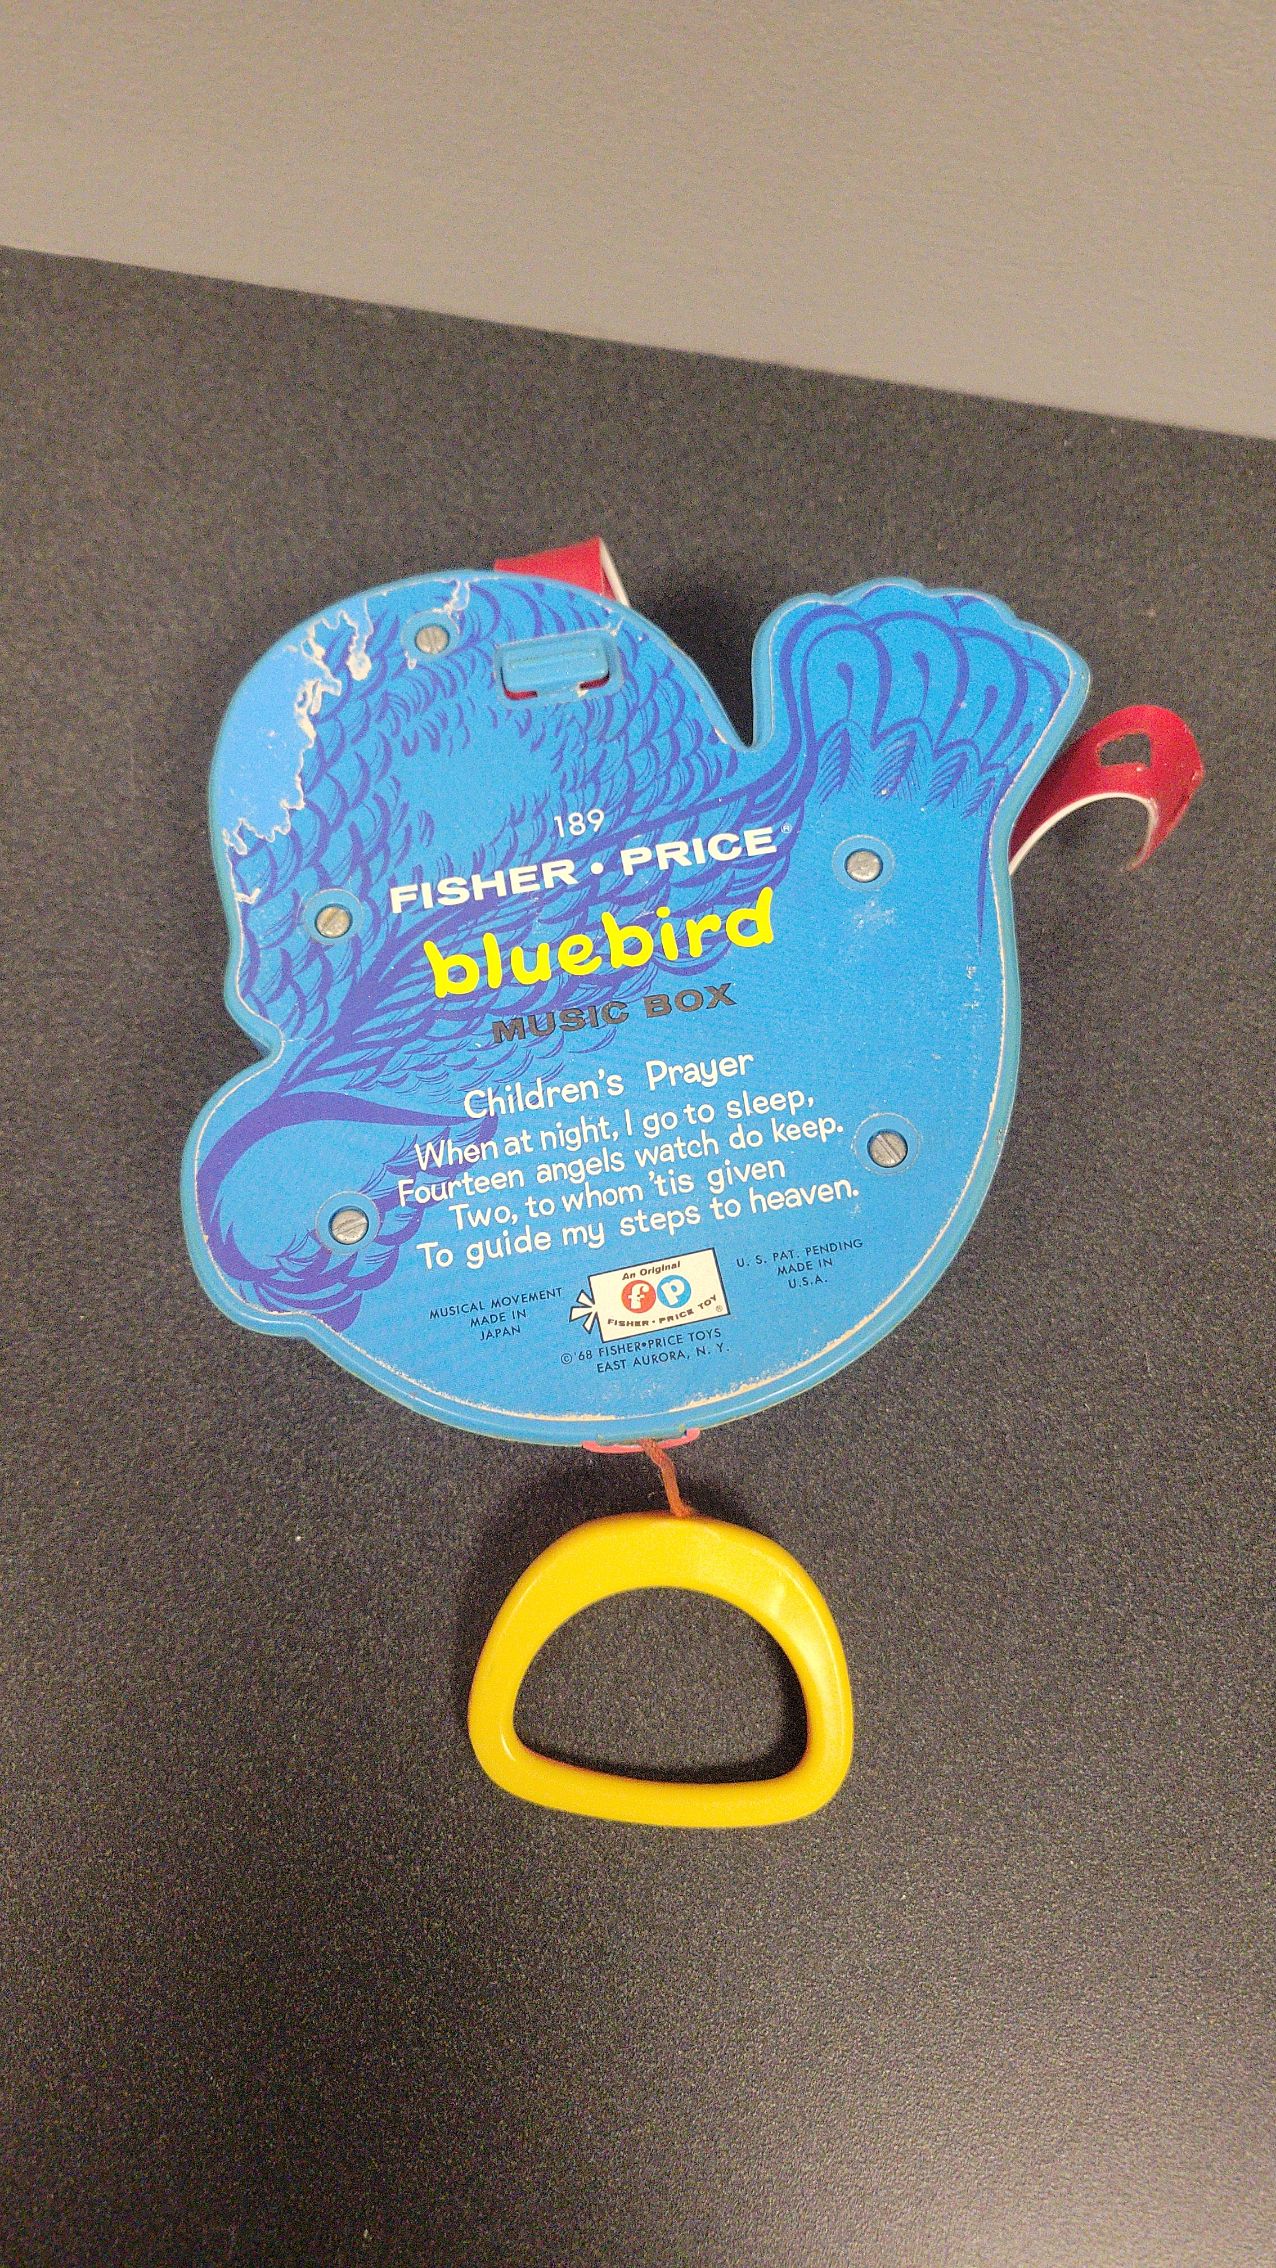 189
FISHER • PRICE®
bluebird
MUSIC BOX
Children's Prayer
When at night, I go to sleep,
Fourteen angels watch do keep.
Two, to whom 'tis given
To guide my steps to heaven.
MUSICAL MOVEMENT
MADE IN
JAPAN
An Original
fp
FISHER • PRICE TOY ®
U. S. PAT. PENDING
MADE IN
U.S.A.
© '68 FISHER•PRICE TOYS
EAST AURORA, N. Y.